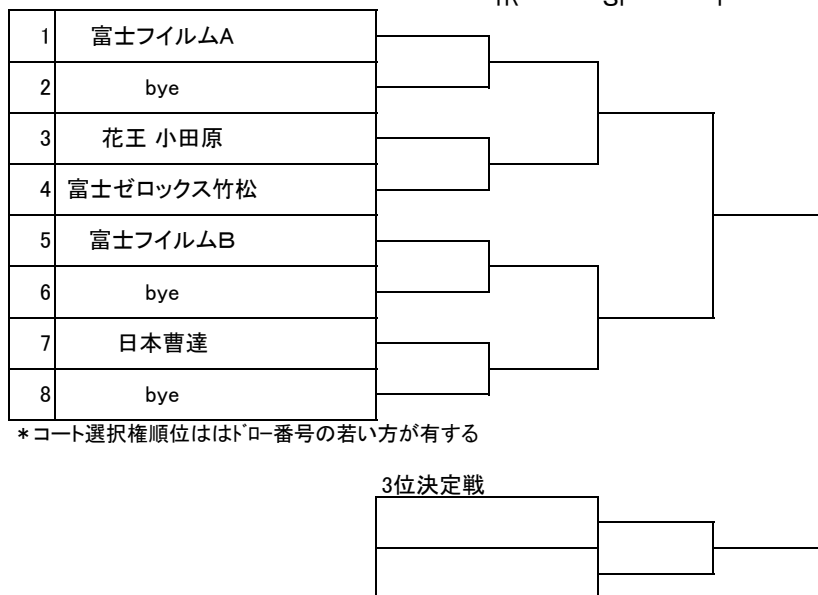 1 富士フイルムA
2 bye
3 花王 小田原
4 富士ゼロックス竹松
5 富士フイルムB
6 bye
7 日本曹達
8 bye
*コート選択権順位ははﾄﾞﾛｰ番号の若い方が有する
3位決定戦